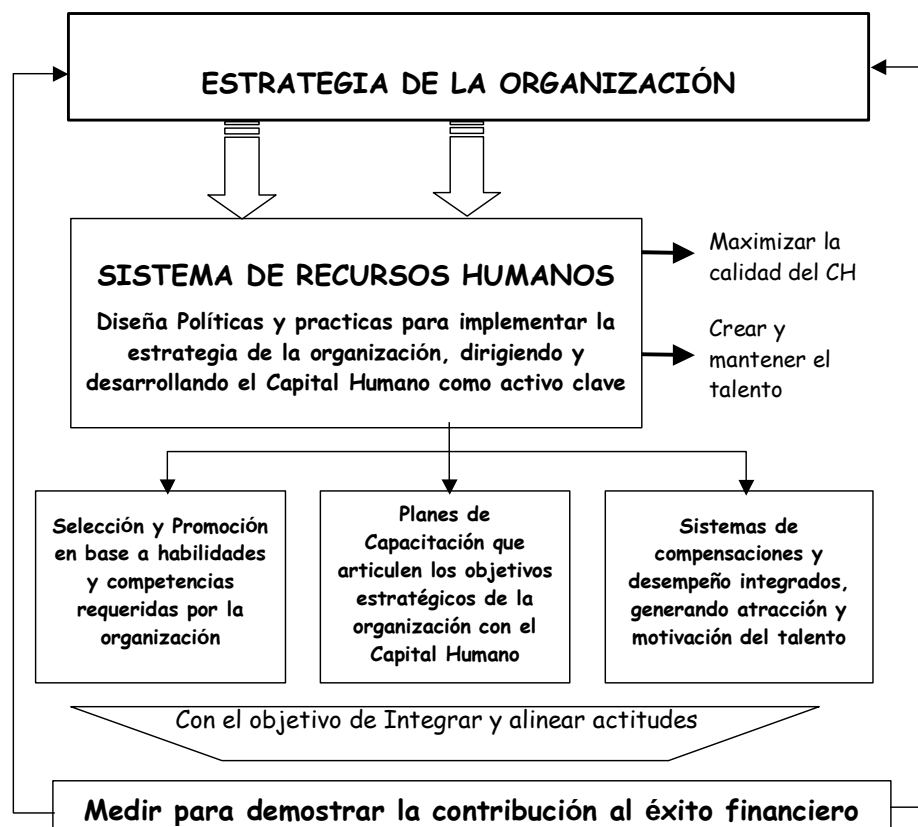 ESTRATEGIA DE LA ORGANIZACIÓN
SISTEMA DE RECURSOS HUMANOS
Diseña Políticas y practicas para implementar la
estrategia de la organización, dirigiendo y
desarrollando el Capital Humano como activo clave
Maximizar la
calidad del CH
Crear y
mantener el
talento
Selección y Promoción
en base a habilidades
y competencias
requeridas por la
organización
Planes de
Capacitación que
articulen los objetivos
estratégicos de la
organización con el
Capital Humano
Sistemas de
compensaciones y
desempeño integrados,
generando atracción y
motivación del talento
Con el objetivo de Integrar y alinear actitudes
Medir para demostrar la contribución al éxito financiero